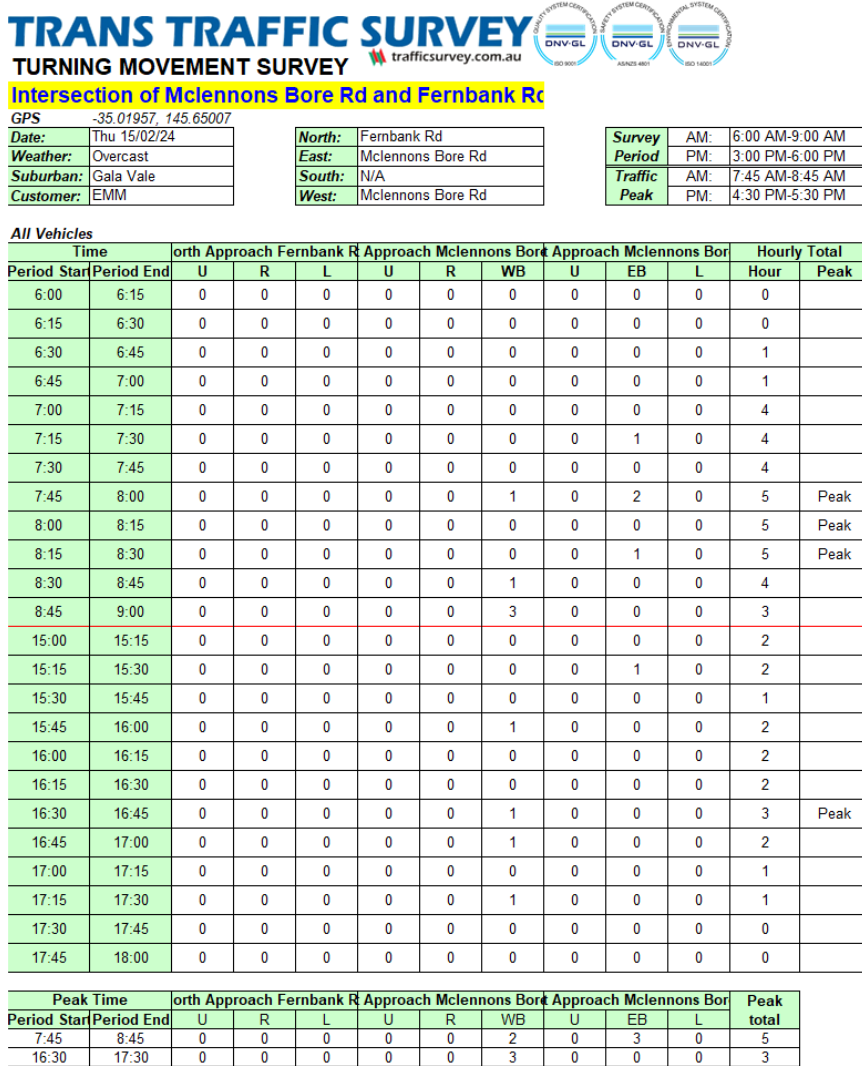 TRANS TRAFFIC SURVEY
TURNING MOVEMENT SURVEY trafficsurvey.com.au
QUALITY SYSTEM CERTIFICATION DNV·GL ISO 9001
SAFETY SYSTEM CERTIFICATION DNV·GL AS/NZS 4801
ENVIRONMENTAL SYSTEM CERTIFICATION DNV·GL ISO 14001
Intersection of Mclennons Bore Rd and Fernbank Rd
GPS -35.01957, 145.65007
Date: Thu 15/02/24 North: Fernbank Rd Survey AM: 6:00 AM-9:00 AM
Weather: Overcast East: Mclennons Bore Rd Period PM: 3:00 PM-6:00 PM
Suburban: Gala Vale South: N/A Traffic AM: 7:45 AM-8:45 AM
Customer: EMM West: Mclennons Bore Rd Peak PM: 4:30 PM-5:30 PM
All Vehicles
Time orth Approach Fernbank R Approach Mclennons Bore t Approach Mclennons Bor Hourly Total
Period Start Period End U R L U R WB U EB L Hour Peak
6:00 6:15 0 0 0 0 0 0 0 0 0 0
6:15 6:30 0 0 0 0 0 0 0 0 0 0
6:30 6:45 0 0 0 0 0 0 0 0 0 1
6:45 7:00 0 0 0 0 0 0 0 0 0 1
7:00 7:15 0 0 0 0 0 0 0 0 0 4
7:15 7:30 0 0 0 0 0 0 0 1 0 4
7:30 7:45 0 0 0 0 0 0 0 0 0 4
7:45 8:00 0 0 0 0 0 1 0 2 0 5 Peak
8:00 8:15 0 0 0 0 0 0 0 0 0 5 Peak
8:15 8:30 0 0 0 0 0 0 0 1 0 5 Peak
8:30 8:45 0 0 0 0 0 1 0 0 0 4
8:45 9:00 0 0 0 0 0 3 0 0 0 3
15:00 15:15 0 0 0 0 0 0 0 0 0 2
15:15 15:30 0 0 0 0 0 0 0 1 0 2
15:30 15:45 0 0 0 0 0 0 0 0 0 1
15:45 16:00 0 0 0 0 0 1 0 0 0 2
16:00 16:15 0 0 0 0 0 0 0 0 0 2
16:15 16:30 0 0 0 0 0 0 0 0 0 2
16:30 16:45 0 0 0 0 0 1 0 0 0 3 Peak
16:45 17:00 0 0 0 0 0 1 0 0 0 2
17:00 17:15 0 0 0 0 0 0 0 0 0 1
17:15 17:30 0 0 0 0 0 1 0 0 0 1
17:30 17:45 0 0 0 0 0 0 0 0 0 0
17:45 18:00 0 0 0 0 0 0 0 0 0 0
Peak Time orth Approach Fernbank R Approach Mclennons Bore t Approach Mclennons Bor Peak
Period Start Period End U R L U R WB U EB L total
7:45 8:45 0 0 0 0 0 2 0 3 0 5
16:30 17:30 0 0 0 0 0 3 0 0 0 3